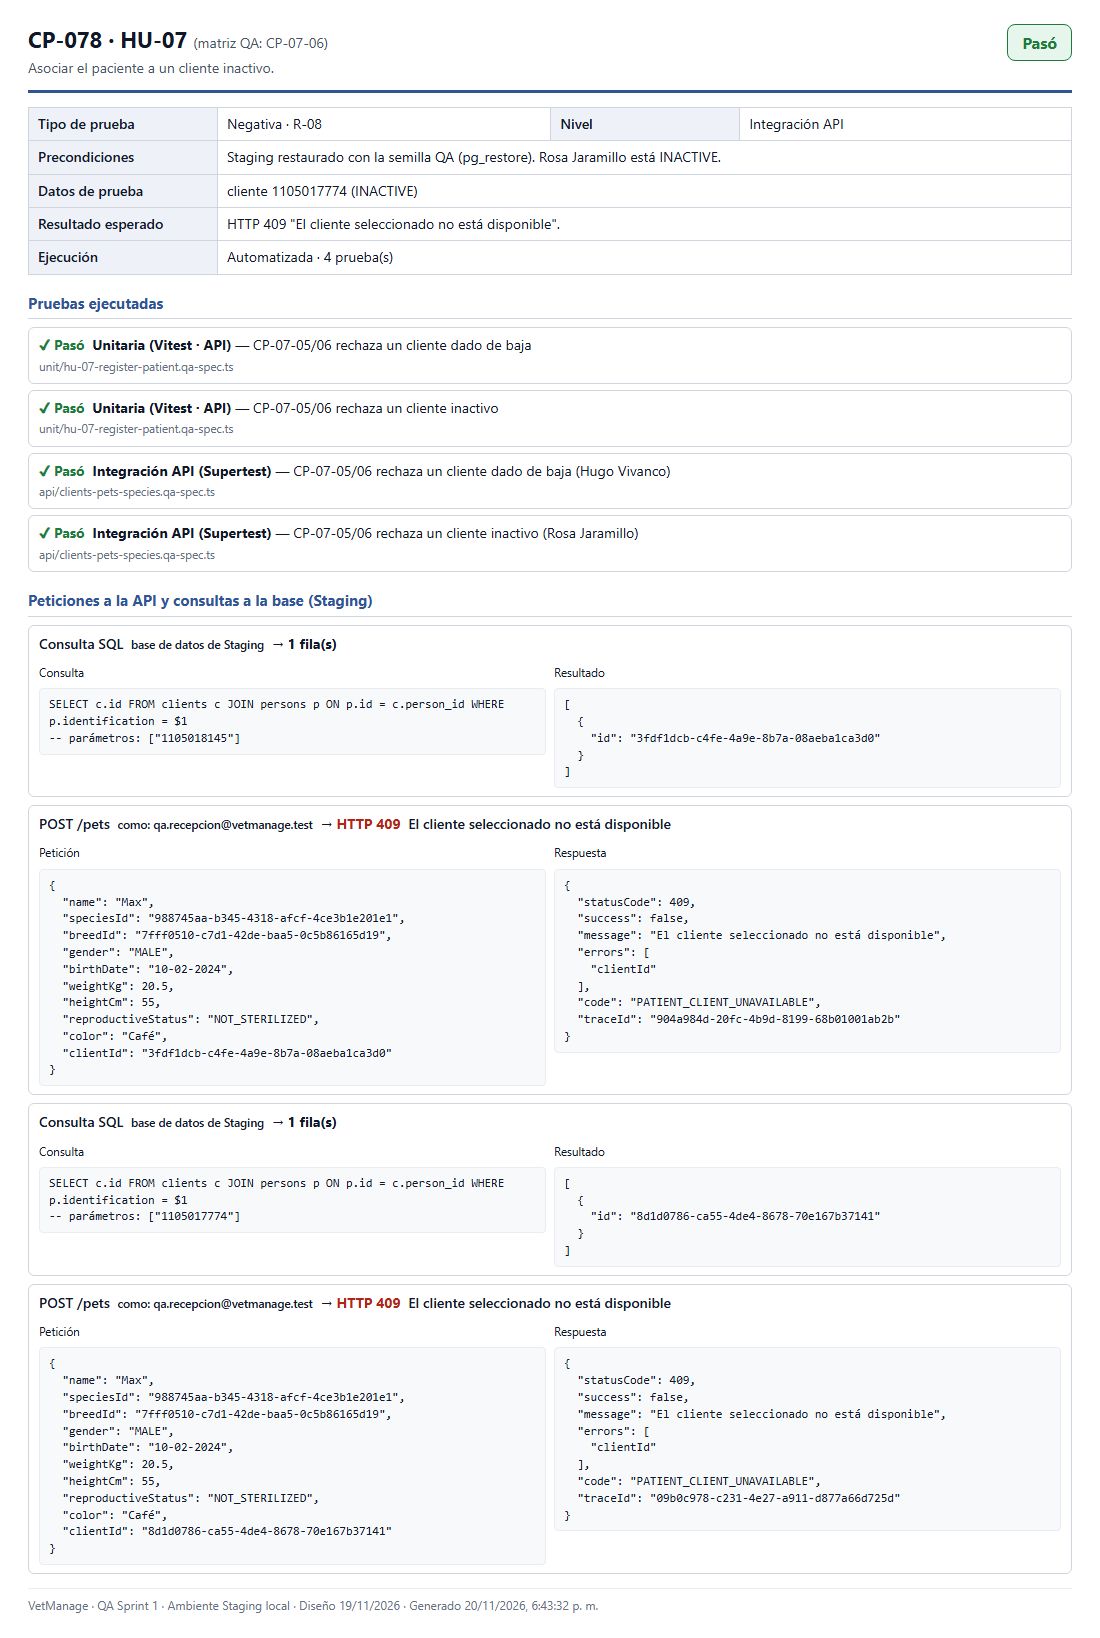 CP-078 · HU-07 (matriz QA: CP-07-06)
Pasó
Asociar el paciente a un cliente inactivo.
Tipo de prueba Negativa · R-08 Nivel Integración API
Precondiciones Staging restaurado con la semilla QA (pg_restore). Rosa Jaramillo está INACTIVE.
Datos de prueba cliente 1105017774 (INACTIVE)
Resultado esperado HTTP 409 "El cliente seleccionado no está disponible".
Ejecución Automatizada · 4 prueba(s)
Pruebas ejecutadas
✓ Pasó Unitaria (Vitest · API) — CP-07-05/06 rechaza un cliente dado de baja
unit/hu-07-register-patient.qa-spec.ts
✓ Pasó Unitaria (Vitest · API) — CP-07-05/06 rechaza un cliente inactivo
unit/hu-07-register-patient.qa-spec.ts
✓ Pasó Integración API (Supertest) — CP-07-05/06 rechaza un cliente dado de baja (Hugo Vivanco)
api/clients-pets-species.qa-spec.ts
✓ Pasó Integración API (Supertest) — CP-07-05/06 rechaza un cliente inactivo (Rosa Jaramillo)
api/clients-pets-species.qa-spec.ts
Peticiones a la API y consultas a la base (Staging)
Consulta SQL base de datos de Staging → 1 fila(s)
Consulta
SELECT c.id FROM clients c JOIN persons p ON p.id = c.person_id WHERE
p.identification = $1
-- parámetros: ["1105018145"]
Resultado
[
{
"id": "3fdf1dcb-c4fe-4a9e-8b7a-08aeba1ca3d0"
}
]
POST /pets como: qa.recepcion@vetmanage.test → HTTP 409 El cliente seleccionado no está disponible
Petición
{
"name": "Max",
"speciesId": "988745aa-b345-4318-afcf-4ce3b1e201e1",
"breedId": "7fff0510-c7d1-42de-baa5-0c5b86165d19",
"gender": "MALE",
"birthDate": "10-02-2024",
"weightKg": 20.5,
"heightCm": 55,
"reproductiveStatus": "NOT_STERILIZED",
"color": "Café",
"clientId": "3fdf1dcb-c4fe-4a9e-8b7a-08aeba1ca3d0"
}
Respuesta
{
"statusCode": 409,
"success": false,
"message": "El cliente seleccionado no está disponible",
"errors": [
"clientId"
],
"code": "PATIENT_CLIENT_UNAVAILABLE",
"traceId": "904a984d-20fc-4b9d-8199-68b01001ab2b"
}
Consulta SQL base de datos de Staging → 1 fila(s)
Consulta
SELECT c.id FROM clients c JOIN persons p ON p.id = c.person_id WHERE
p.identification = $1
-- parámetros: ["1105017774"]
Resultado
[
{
"id": "8d1d0786-ca55-4de4-8678-70e167b37141"
}
]
POST /pets como: qa.recepcion@vetmanage.test → HTTP 409 El cliente seleccionado no está disponible
Petición
{
"name": "Max",
"speciesId": "988745aa-b345-4318-afcf-4ce3b1e201e1",
"breedId": "7fff0510-c7d1-42de-baa5-0c5b86165d19",
"gender": "MALE",
"birthDate": "10-02-2024",
"weightKg": 20.5,
"heightCm": 55,
"reproductiveStatus": "NOT_STERILIZED",
"color": "Café",
"clientId": "8d1d0786-ca55-4de4-8678-70e167b37141"
}
Respuesta
{
"statusCode": 409,
"success": false,
"message": "El cliente seleccionado no está disponible",
"errors": [
"clientId"
],
"code": "PATIENT_CLIENT_UNAVAILABLE",
"traceId": "09b0c978-c231-4e27-a911-d877a66d725d"
}
VetManage · QA Sprint 1 · Ambiente Staging local · Diseño 19/11/2026 · Generado 20/11/2026, 6:43:32 p. m.